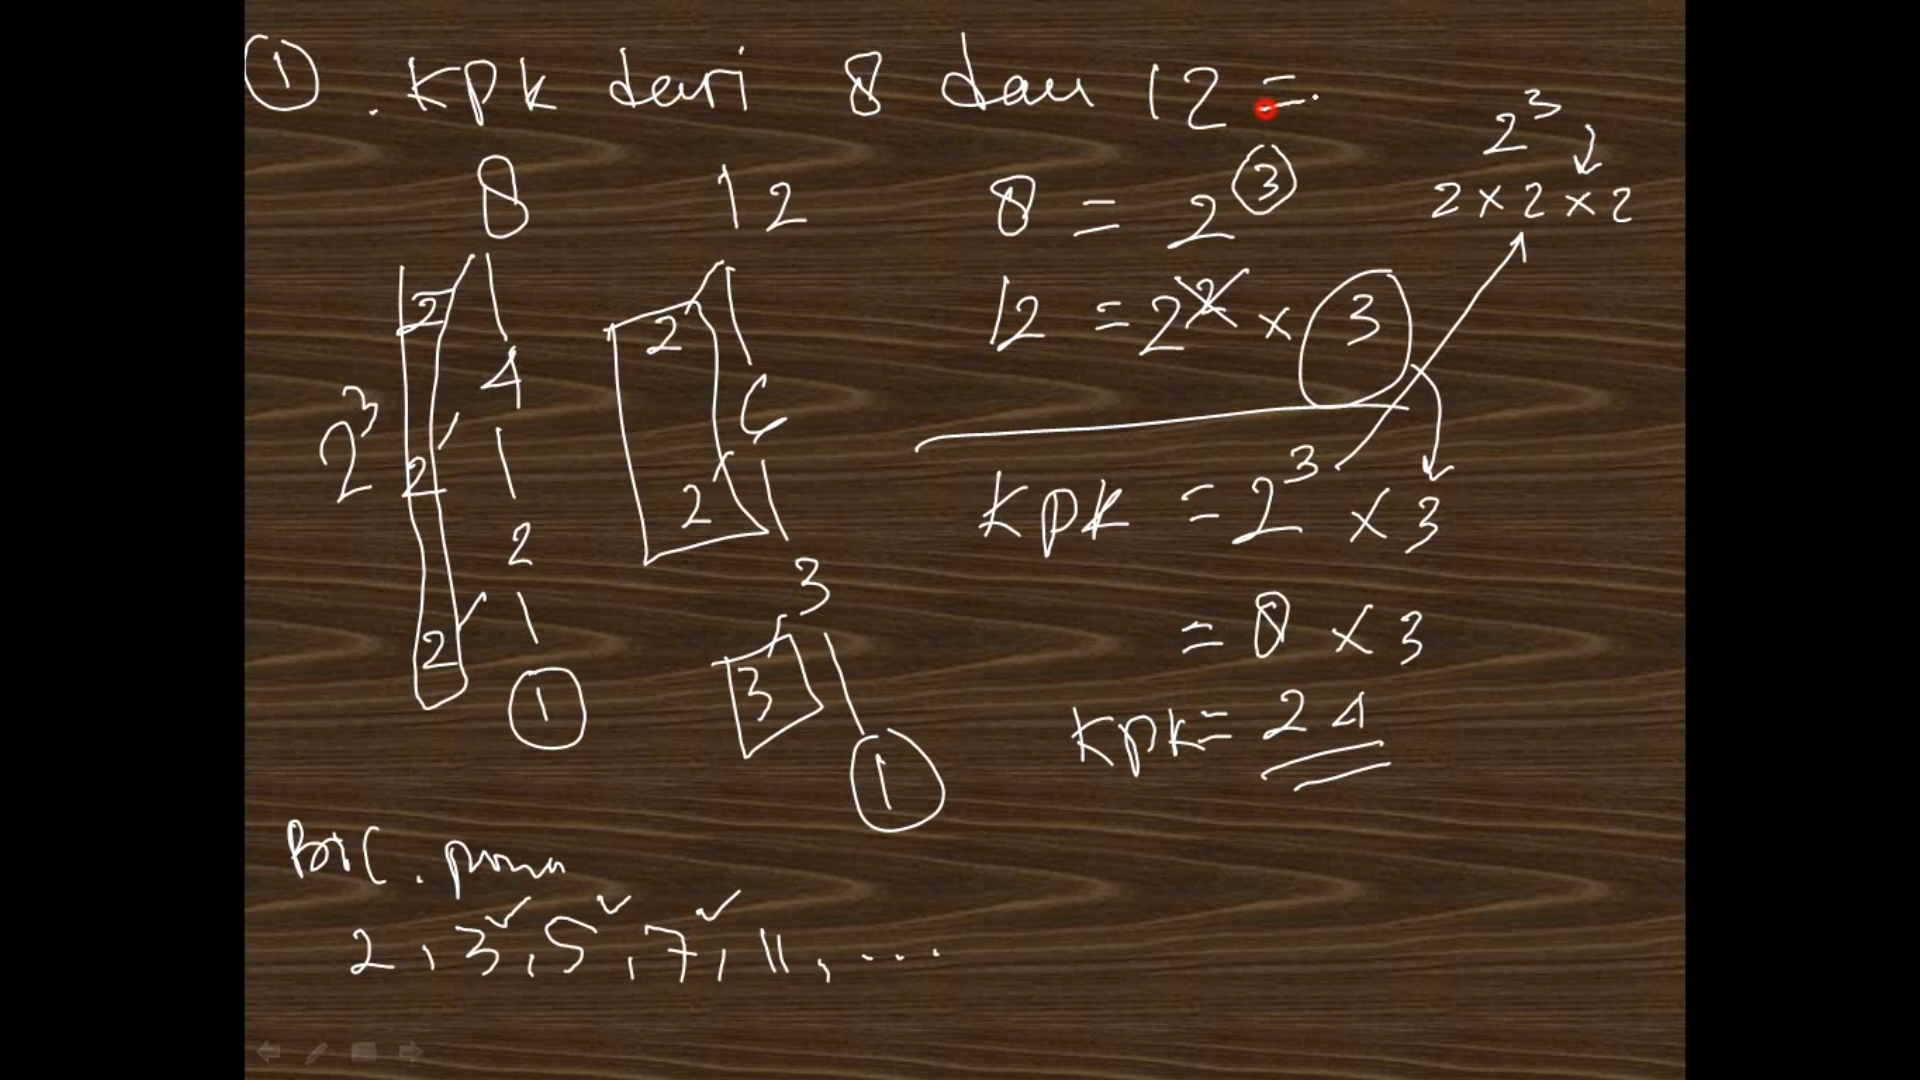 ① . KPK dari 8 dan 12 = .
8
2 4
2 2
2 1
2³
12
2 6
2 3
3 1
8 = 2³
12 = 2² × 3
KPK = 2³ × 3
= 8 × 3
KPK = 24
2³
2 × 2 × 2
Bil. prima
2, 3, 5, 7, 11, ...